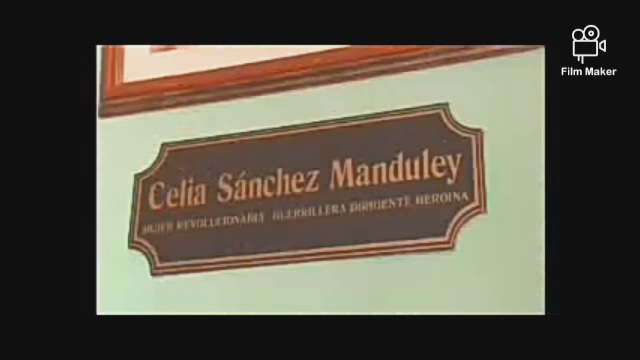 Film Maker
Celia Sánchez Manduley
MUJER REVOLUCIONARIA GUERRILLERA DIRIGENTE HEROINA